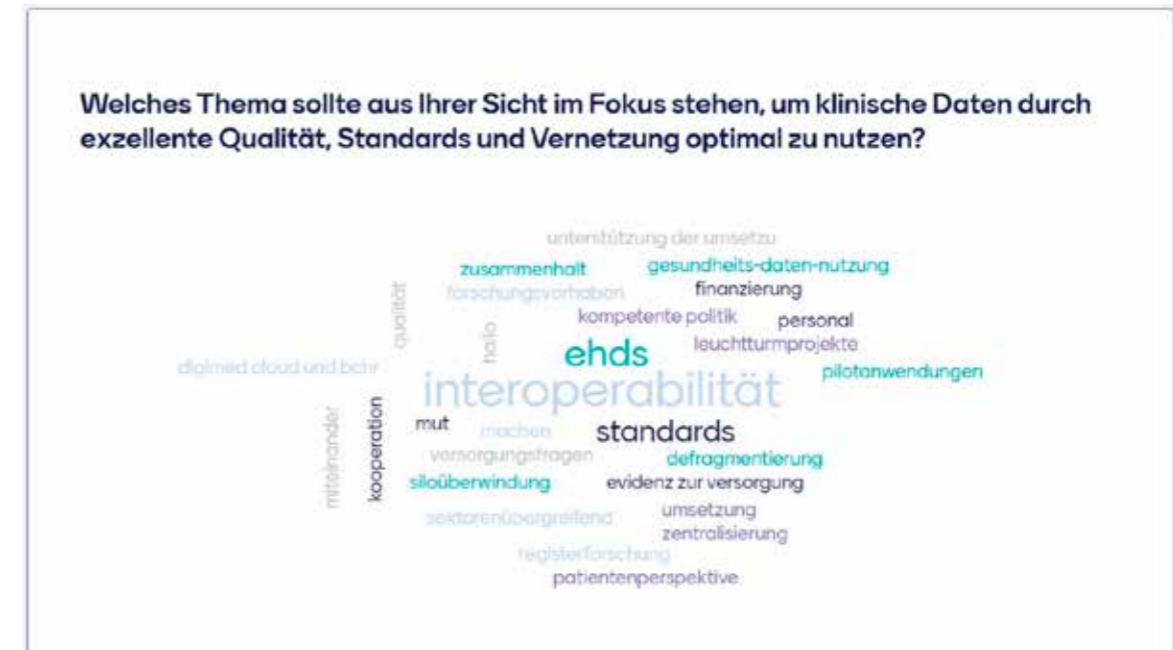 Welches Thema sollte aus Ihrer Sicht im Fokus stehen, um klinische Daten durch
exzellente Qualität, Standards und Vernetzung optimal zu nutzen?
unterstützung der umsetzu
zusammenhalt
gesundheits-daten-nutzung
forschungsvorhaben
finanzierung
qualität
kompetente politik
personal
hallo
leuchtturmprojekte
ehds
digimed cloud und bchr
pilotanwendungen
interoperabilität
miteinander
kooperation
mut
machen
standards
versorgungsfragen
defragmentierung
siloüberwindung
evidenz zur versorgung
sektorenübergreifend
umsetzung
zentralisierung
registerforschung
patientenperspektive